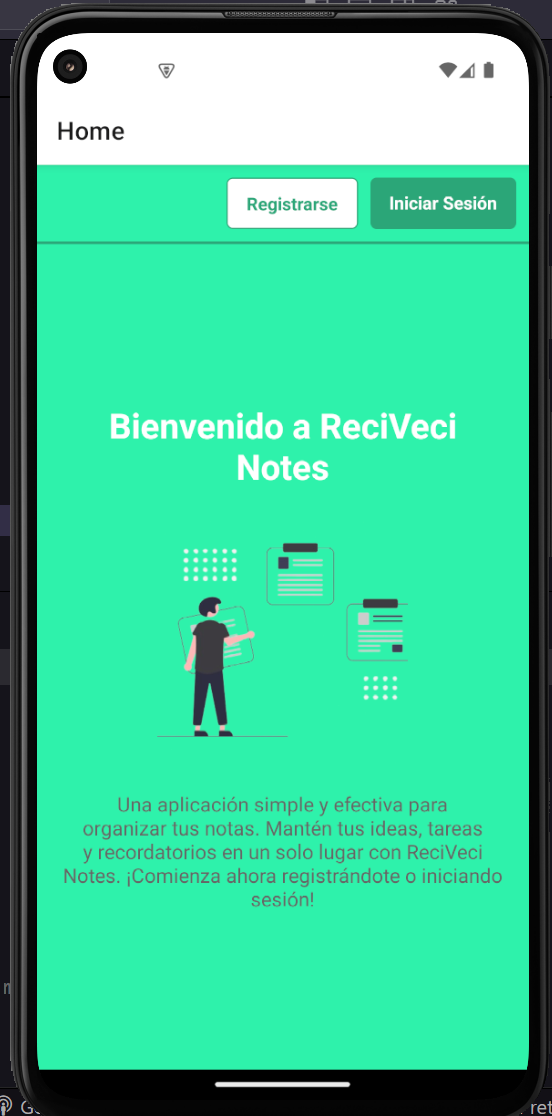 Home
Registrarse
Iniciar Sesión
Bienvenido a ReciVeci
Notes
Una aplicación simple y efectiva para
organizar tus notas. Mantén tus ideas, tareas
y recordatorios en un solo lugar con ReciVeci
Notes. ¡Comienza ahora registrándote o iniciando
sesión!